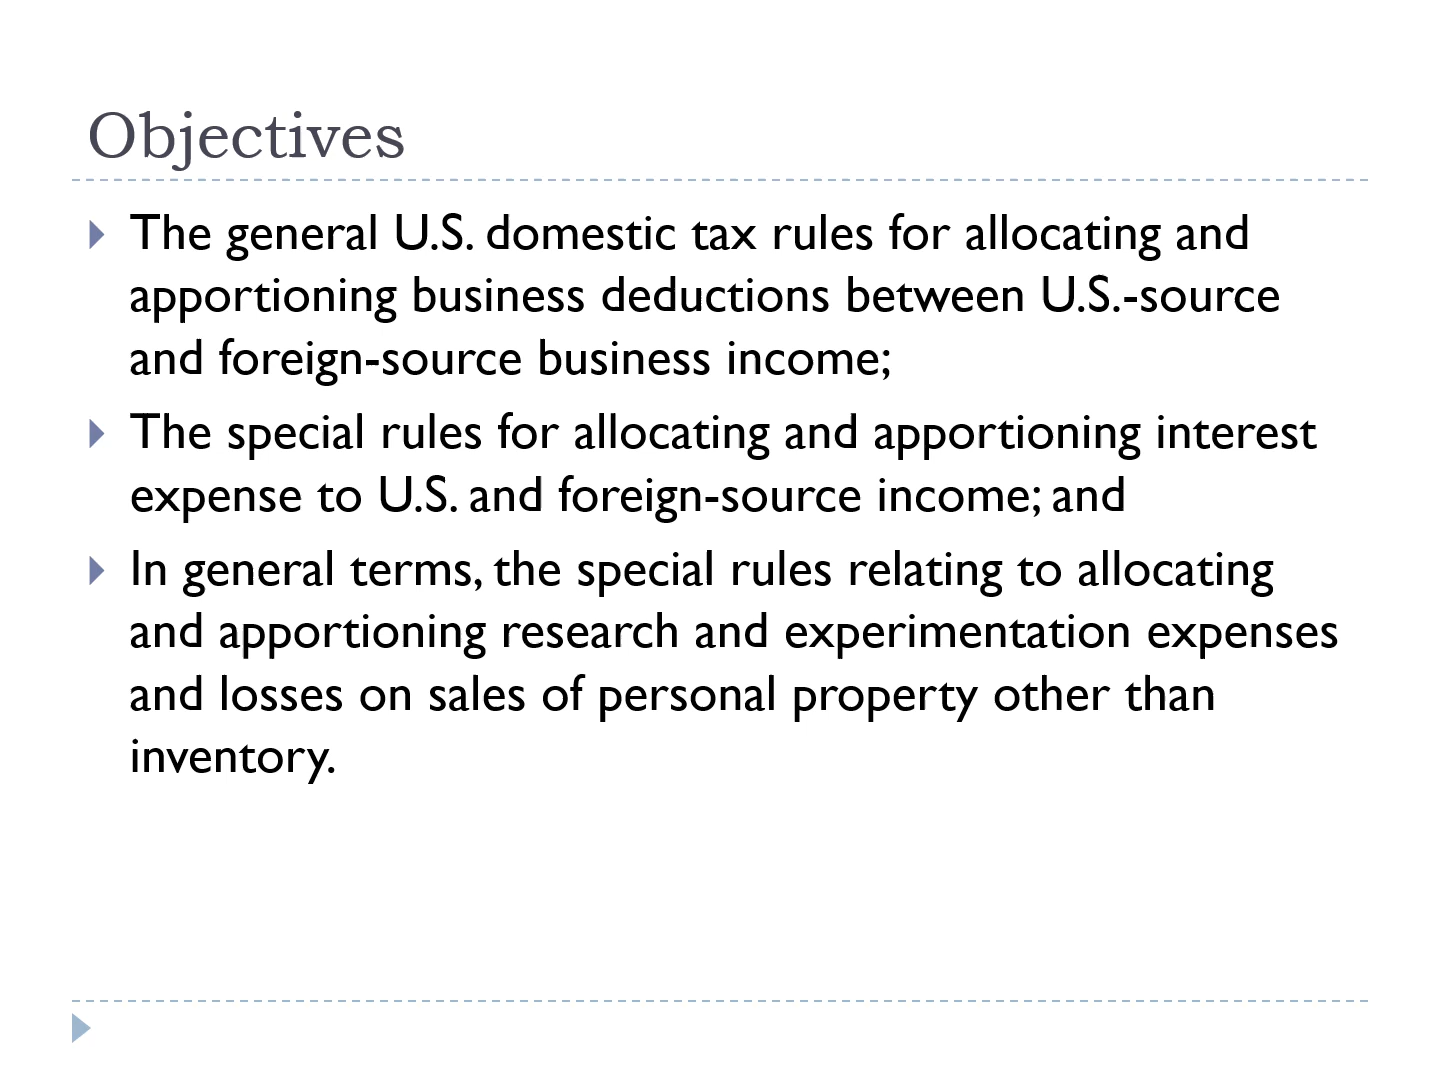 Objectives
The general U.S. domestic tax rules for allocating and
apportioning business deductions between U.S.-source
and foreign-source business income;
The special rules for allocating and apportioning interest
expense to U.S. and foreign-source income; and
In general terms, the special rules relating to allocating
and apportioning research and experimentation expenses
and losses on sales of personal property other than
inventory.